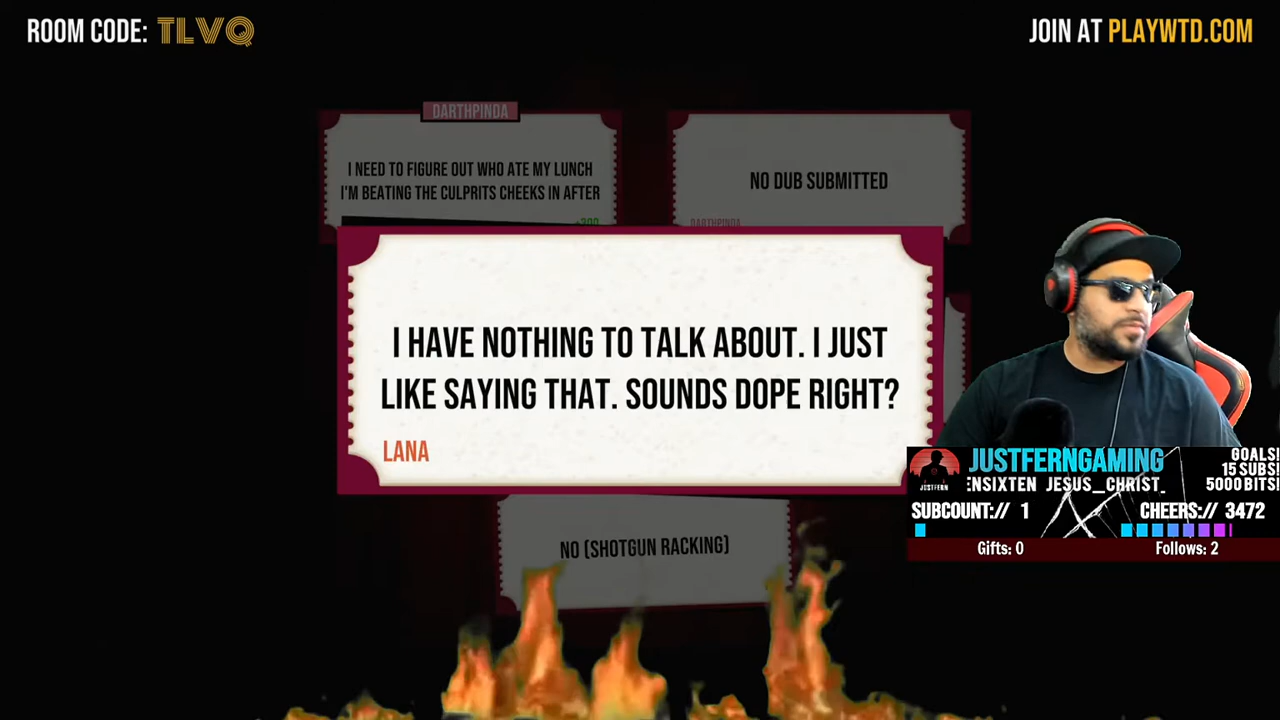 ROOM CODE: TLVQ
JOIN AT PLAYWTD.COM
DARTHPINDA
I NEED TO FIGURE OUT WHO ATE MY LUNCH
I'M BEATING THE CULPRITS CHEEKS IN AFTER
+300
NO DUB SUBMITTED
DARTHPINDA
I HAVE NOTHING TO TALK ABOUT. I JUST
LIKE SAYING THAT. SOUNDS DOPE RIGHT?
LANA
NO (SHOTGUN RACKING)
JUSTFERN
JUSTFERNGAMING
ENSIXTEN JESUS_CHRIST_
GOALS!
15 SUBS!
5000 BITS!
SUBCOUNT:// 1
CHEERS:// 3472
Gifts: 0
Follows: 2